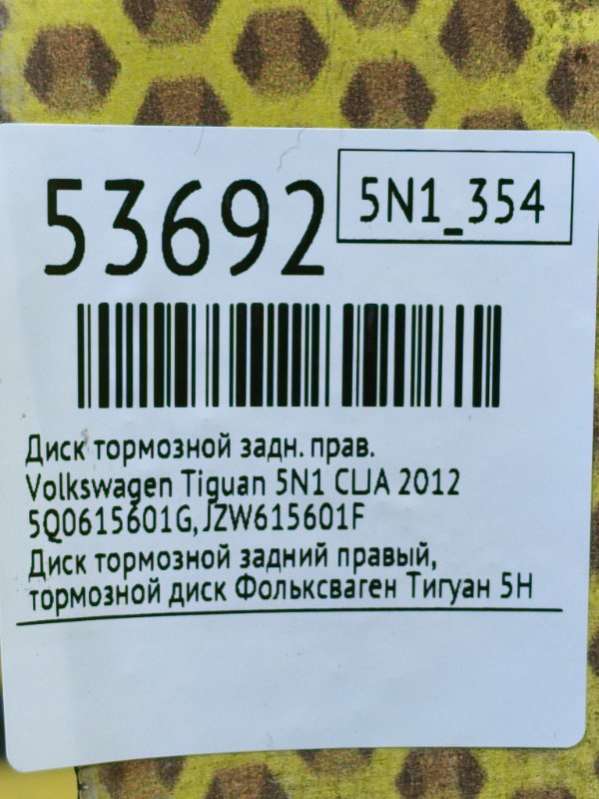 53692
5N1_354
Диск тормозной задн. прав.
Volkswagen Tiguan 5N1 CLJA 2012
5Q0615601G, JZW615601F
Диск тормозной задний правый,
тормозной диск Фольксваген Тигуан 5Н